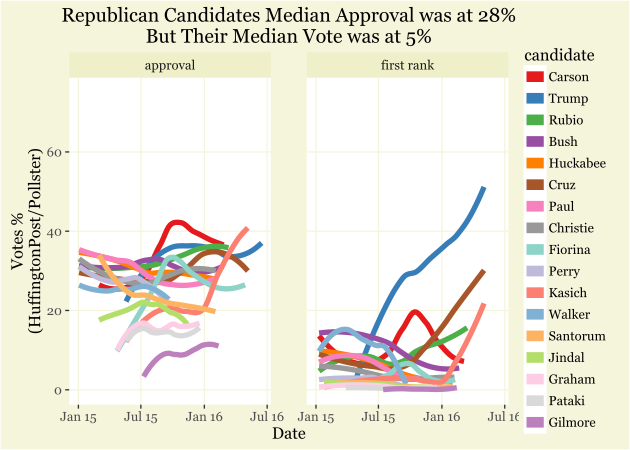 Republican Candidates Median Approval was at 28%
But Their Median Vote was at 5%
approval
first rank
Votes %
(HuffingtonPost/Pollster)
60
40
20
0
Jan 15 Jul 15 Jan 16 Jul 16
Jan 15 Jul 15 Jan 16 Jul 16
Date
candidate
Carson
Trump
Rubio
Bush
Huckabee
Cruz
Paul
Christie
Fiorina
Perry
Kasich
Walker
Santorum
Jindal
Graham
Pataki
Gilmore